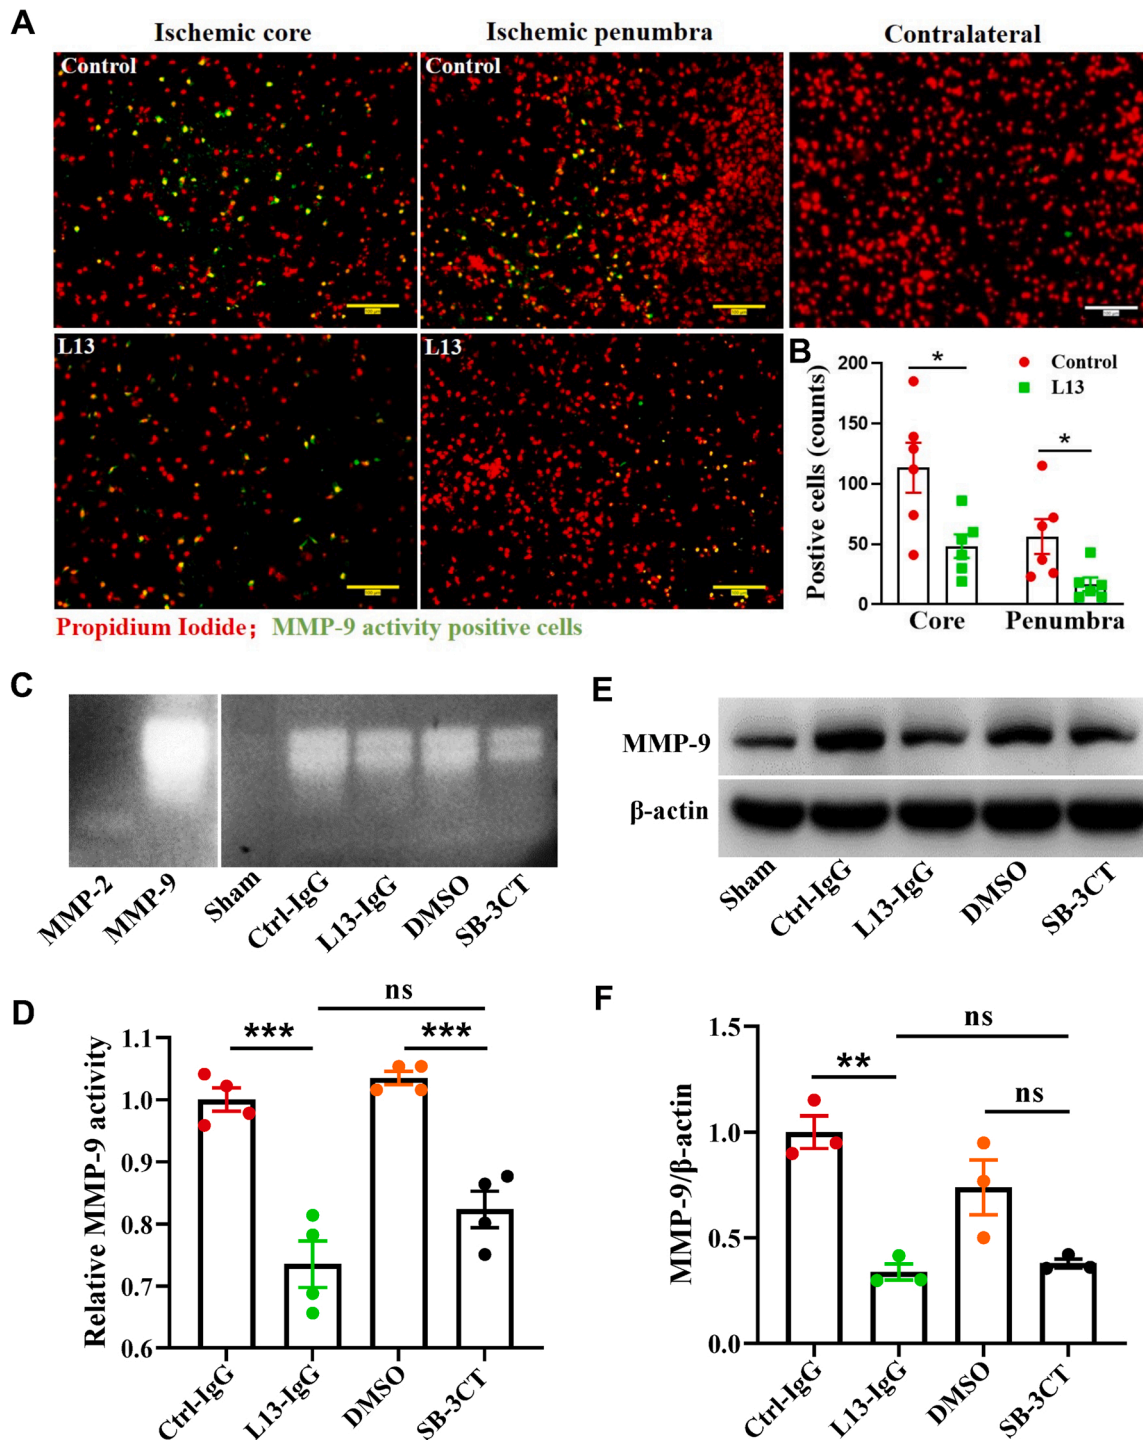 A
Ischemic core
Ischemic penumbra
Contralateral
Control
Control
L13
L13
Propidium Iodide; MMP-9 activity positive cells
B
Postive cells (counts)
200
150
100
50
0
*
*
Control
L13
Core
Penumbra
C
MMP-2
MMP-9
Sham
Ctrl-IgG
L13-IgG
DMSO
SB-3CT
E
MMP-9
β-actin
Sham
Ctrl-IgG
L13-IgG
DMSO
SB-3CT
D
Relative MMP-9 activity
1.1
1.0
0.9
0.8
0.7
0.6
ns
***
***
Ctrl-IgG
L13-IgG
DMSO
SB-3CT
F
MMP-9/β-actin
1.5
1.0
0.5
0.0
ns
**
ns
Ctrl-IgG
L13-IgG
DMSO
SB-3CT